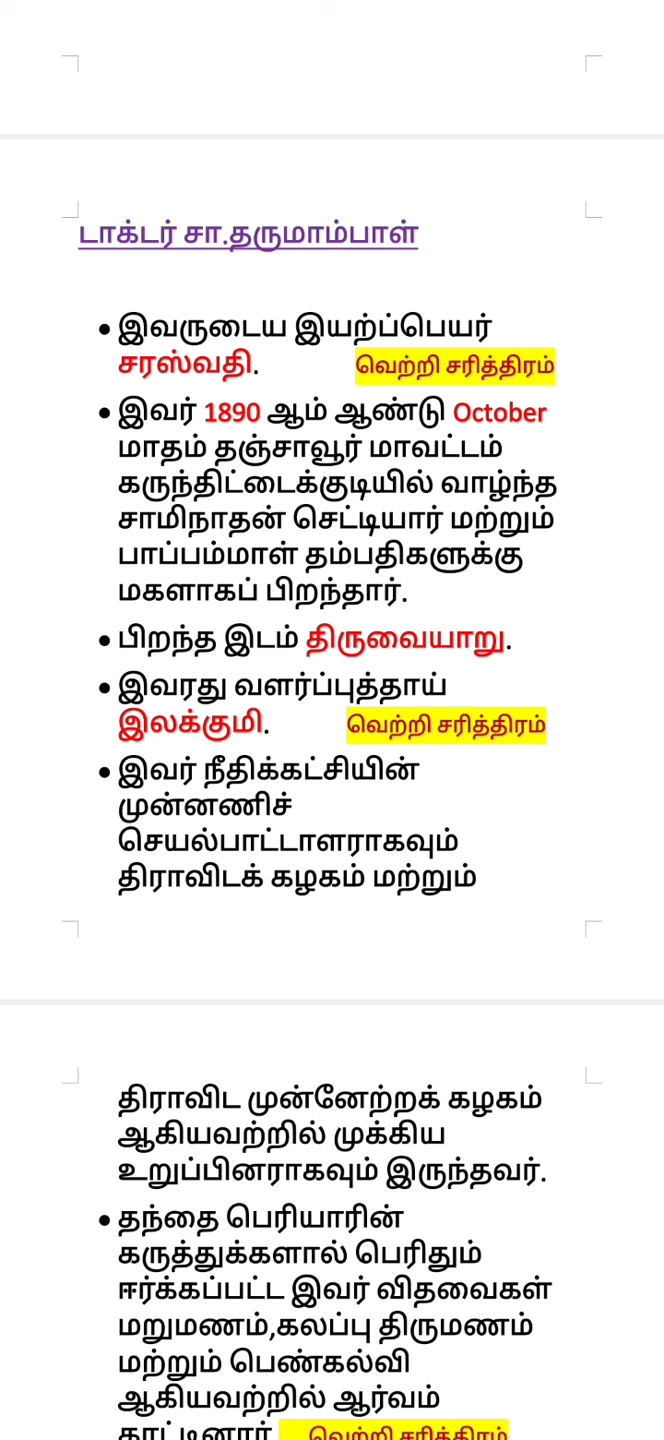 டாக்டர் சா.தருமாம்பாள்
• இவருடைய இயற்ப்பெயர்
சரஸ்வதி. வெற்றி சரித்திரம்
• இவர் 1890 ஆம் ஆண்டு October
மாதம் தஞ்சாவூர் மாவட்டம்
கருந்திட்டைக்குடியில் வாழ்ந்த
சாமிநாதன் செட்டியார் மற்றும்
பாப்பம்மாள் தம்பதிகளுக்கு
மகளாகப் பிறந்தார்.
• பிறந்த இடம் திருவையாறு.
• இவரது வளர்ப்புத்தாய்
இலக்குமி. வெற்றி சரித்திரம்
• இவர் நீதிக்கட்சியின்
முன்னணிச்
செயல்பாட்டாளராகவும்
திராவிடக் கழகம் மற்றும்
திராவிட முன்னேற்றக் கழகம்
ஆகியவற்றில் முக்கிய
உறுப்பினராகவும் இருந்தவர்.
• தந்தை பெரியாரின்
கருத்துக்களால் பெரிதும்
ஈர்க்கப்பட்ட இவர் விதவைகள்
மறுமணம்,கலப்பு திருமணம்
மற்றும் பெண்கல்வி
ஆகியவற்றில் ஆர்வம்
காட்டினார். வெற்றி சரித்திரம்